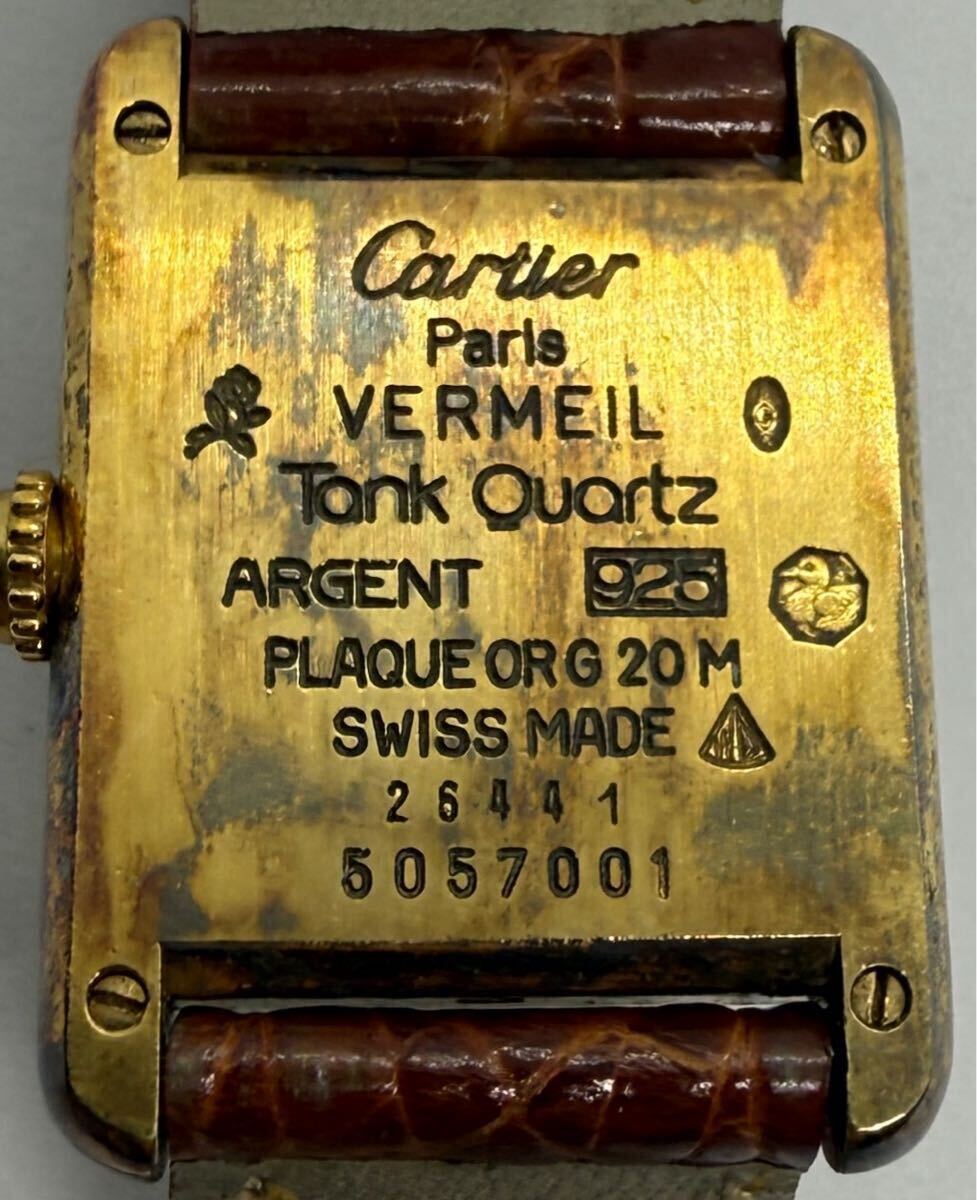 Cartier
Paris
VERMEIL
Tank Quartz
ARGENT 925
PLAQUE OR G 20 M
SWISS MADE
26441
5057001